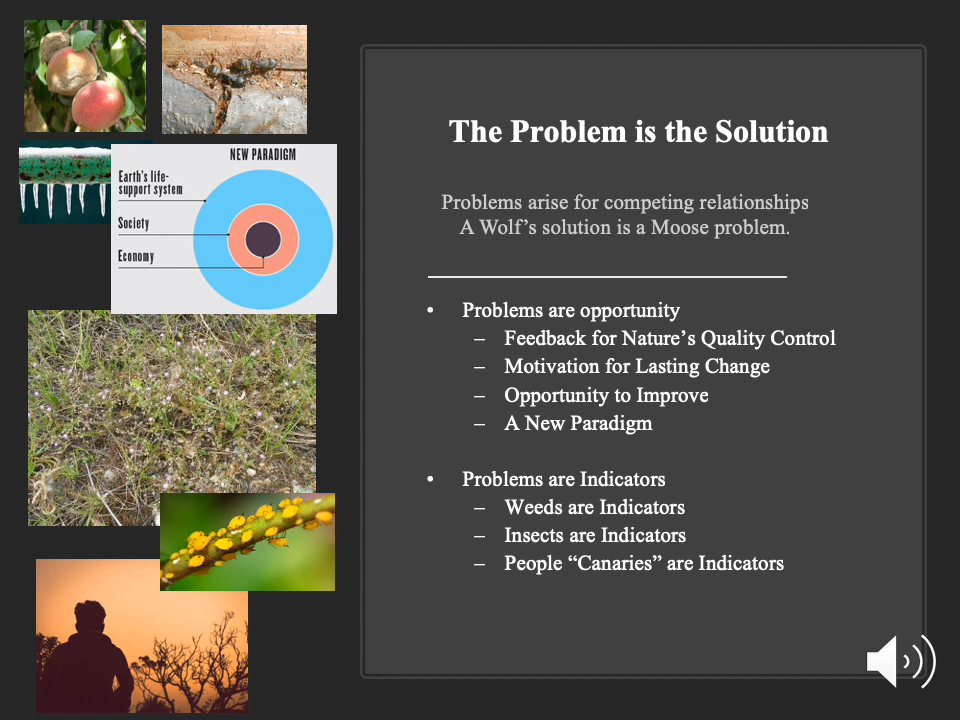 NEW PARADIGM
Earth's life-
support system
Society
Economy
The Problem is the Solution
Problems arise for competing relationships
A Wolf’s solution is a Moose problem.
• Problems are opportunity
– Feedback for Nature’s Quality Control
– Motivation for Lasting Change
– Opportunity to Improve
– A New Paradigm
• Problems are Indicators
– Weeds are Indicators
– Insects are Indicators
– People “Canaries” are Indicators